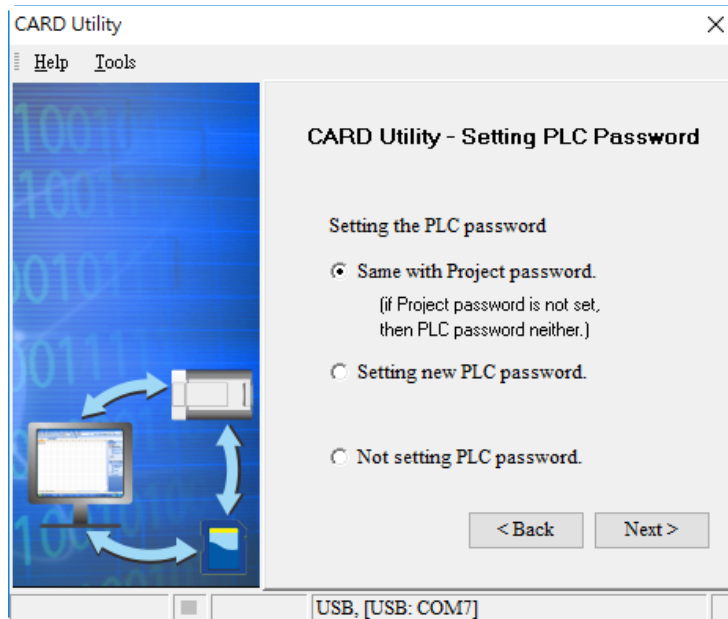 CARD Utility
Help Tools
CARD Utility - Setting PLC Password
Setting the PLC password
Same with Project password.
(if Project password is not set,
then PLC password neither.)
Setting new PLC password.
Not setting PLC password.
< Back Next >
USB, [USB: COM7]